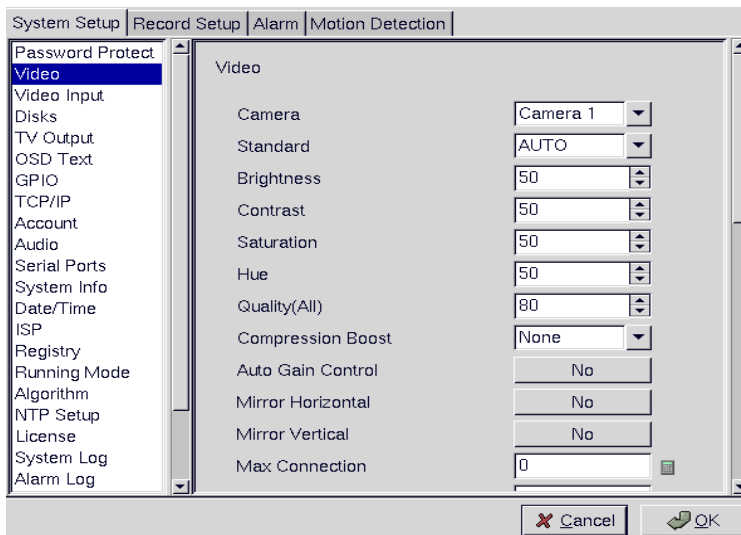 System Setup Record Setup Alarm Motion Detection
Password Protect
Video
Video Input
Disks
TV Output
OSD Text
GPIO
TCP/IP
Account
Audio
Serial Ports
System Info
Date/Time
ISP
Registry
Running Mode
Algorithm
NTP Setup
License
System Log
Alarm Log
Video
Camera Camera 1
Standard AUTO
Brightness 50
Contrast 50
Saturation 50
Hue 50
Quality(All) 80
Compression Boost None
Auto Gain Control No
Mirror Horizontal No
Mirror Vertical No
Max Connection 0
Cancel OK